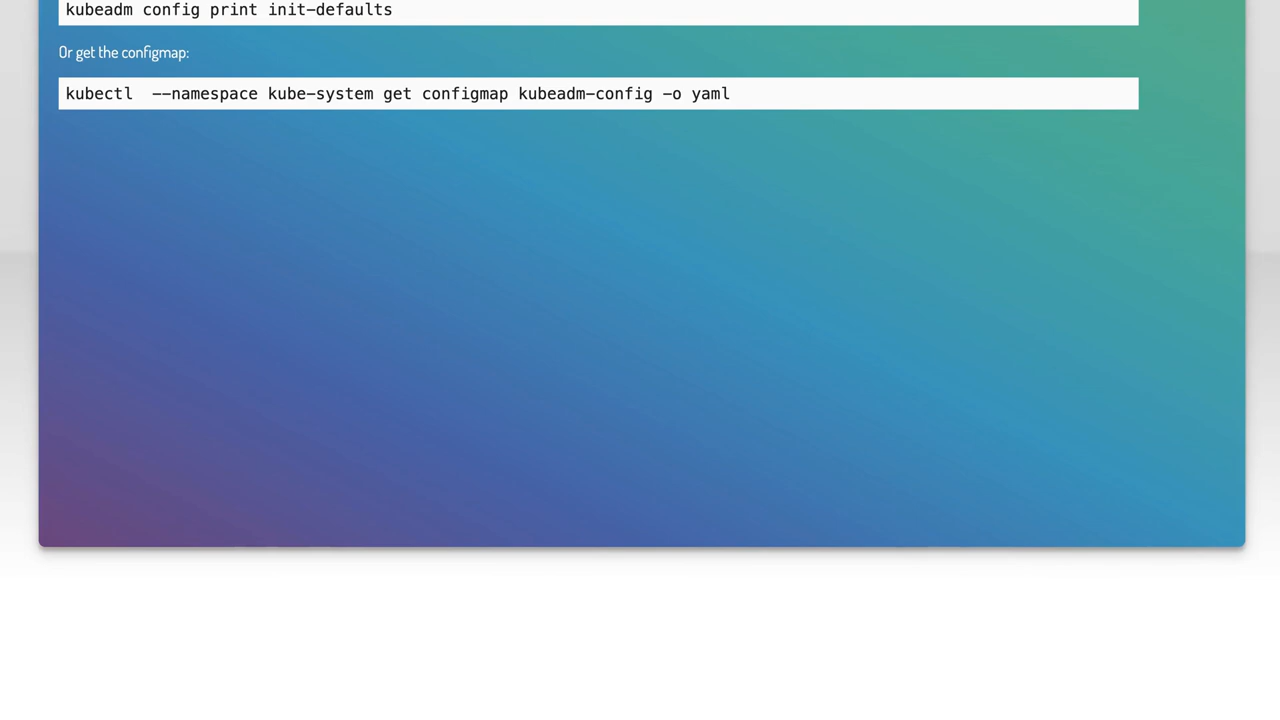 kubeadm config print init-defaults
Or get the configmap:
kubectl  --namespace kube-system get configmap kubeadm-config -o yaml